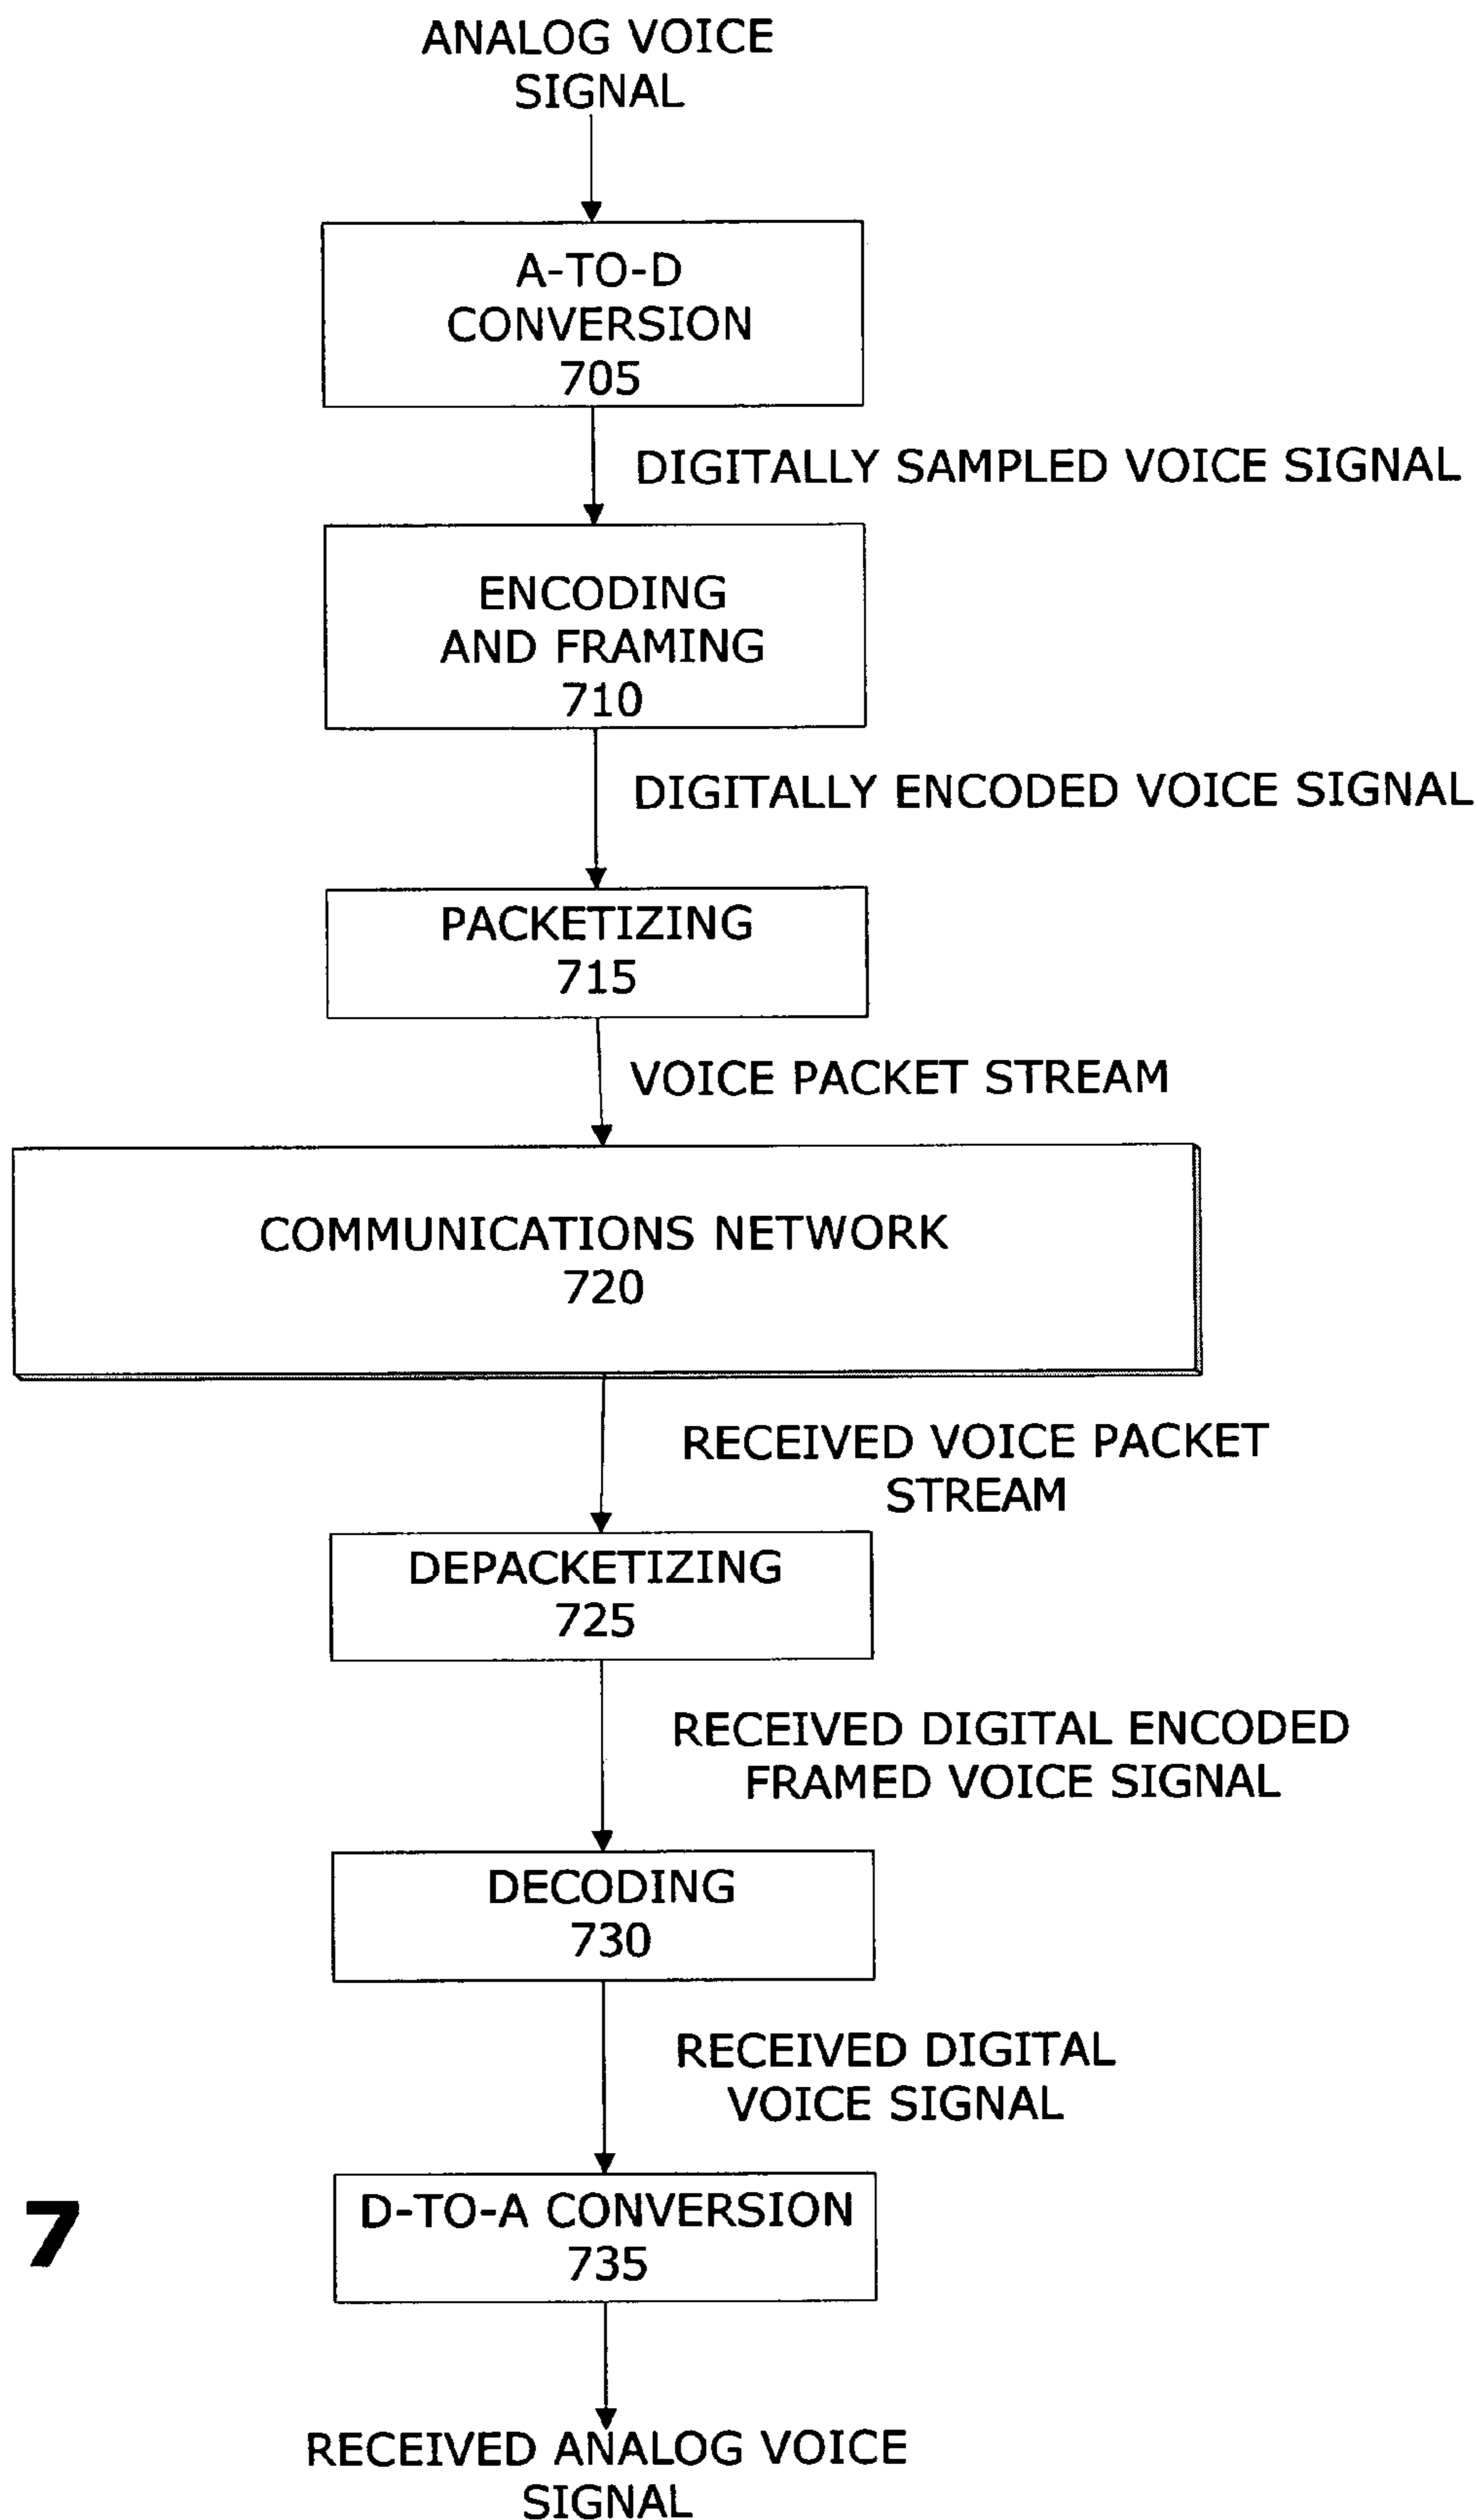 ANALOG VOICE
SIGNAL
A-TO-D
CONVERSION
705
DIGITALLY SAMPLED VOICE SIGNAL
ENCODING
AND FRAMING
710
DIGITALLY ENCODED VOICE SIGNAL
PACKETIZING
715
VOICE PACKET STREAM
COMMUNICATIONS NETWORK
720
RECEIVED VOICE PACKET
STREAM
DEPACKETIZING
725
RECEIVED DIGITAL ENCODED
FRAMED VOICE SIGNAL
DECODING
730
RECEIVED DIGITAL
VOICE SIGNAL
D-TO-A CONVERSION
735
7
RECEIVED ANALOG VOICE
SIGNAL